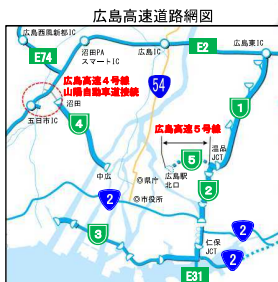 広島高速道路網図
広島西風新都IC
沼田PA
スマートIC
広島IC
E2
広島東IC
E74
広島高速4号線
山陽自動車道接続
54
1
五日市IC
沼田
4
広島高速5号線
温品
JCT
5
中広
◎県庁
広島駅
北口
2
2
◎市役所
3
仁保
JCT
2
2
E31